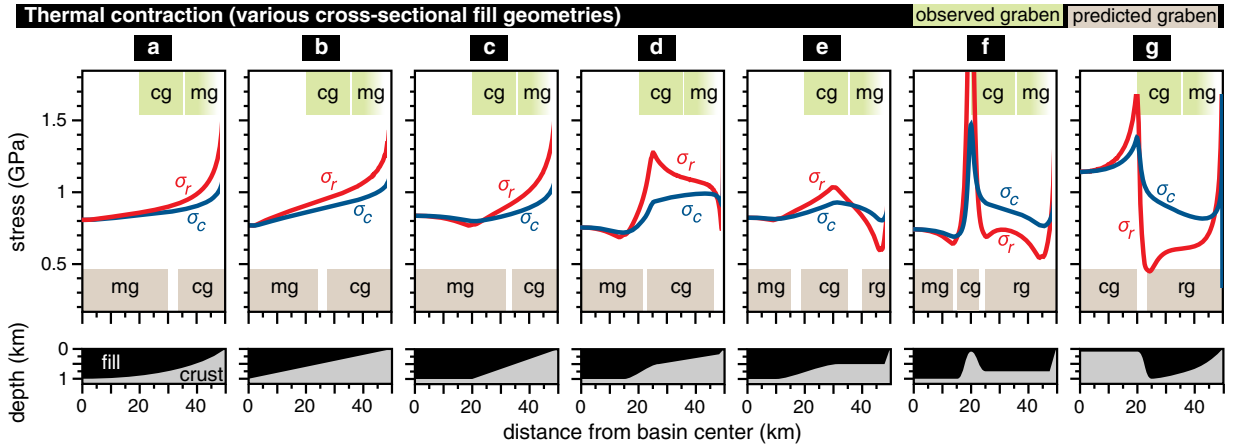 Thermal contraction (various cross-sectional fill geometries) observed graben predicted graben
a b c d e f g
cg mg cg mg cg mg cg mg cg mg cg mg cg mg
stress (GPa)
1.5
1
0.5
σr σc σr σc σr σc σr σc σr σc σc σr σc σr
mg cg mg cg mg cg mg cg mg cg rg mg cg rg cg rg
depth (km)
0
1
fill crust
0 20 40 0 20 40 0 20 40 0 20 40 0 20 40 0 20 40 0 20 40
distance from basin center (km)